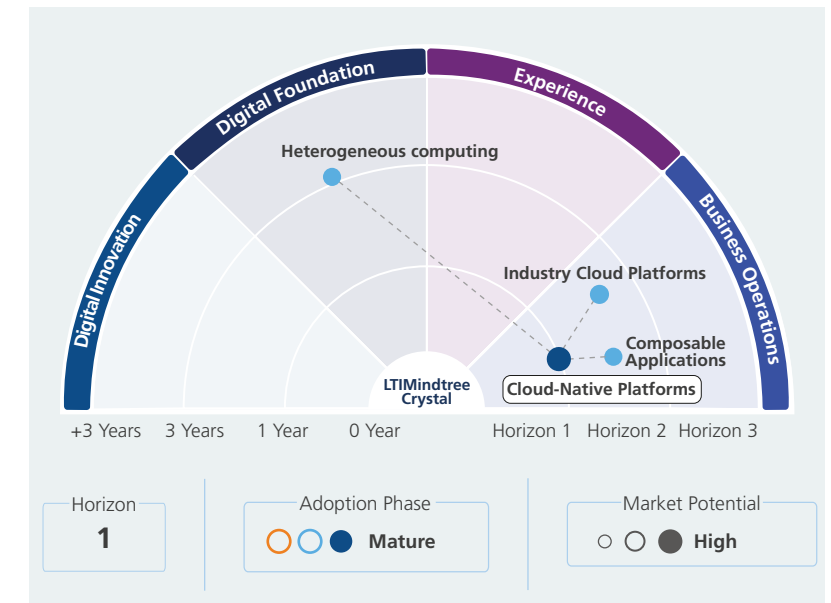 Digital Foundation
Experience
Digital Innovation
Business Operations
Heterogeneous computing
Industry Cloud Platforms
Composable
Applications
Cloud-Native Platforms
LTIMindtree
Crystal
+3 Years
3 Years
1 Year
0 Year
Horizon 1
Horizon 2
Horizon 3
Horizon
1
Adoption Phase
Mature
Market Potential
High